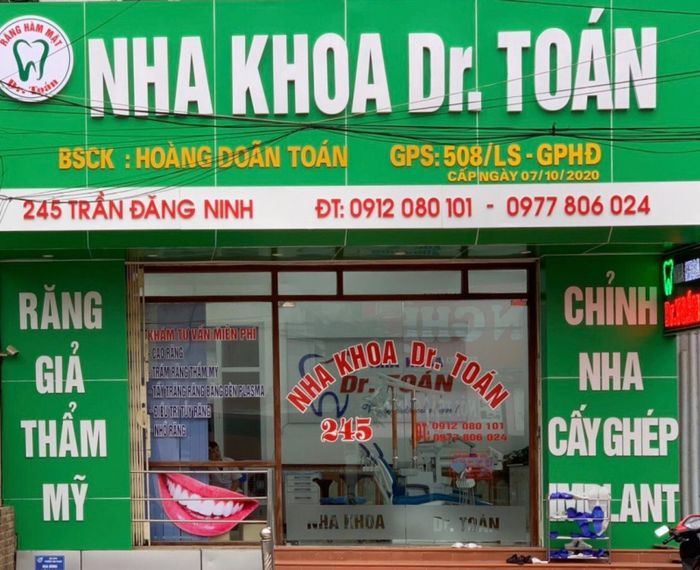 RĂNG HÀM MẶT
Dr. Toán
NHA KHOA Dr. TOÁN
BSCK : HOÀNG DOÃN TOÁN
GPS: 508/LS - GPHĐ
CẤP NGÀY 07/10/2020
245 TRẦN ĐĂNG NINH
ĐT: 0912 080 101 - 0977 806 024
RĂNG
GIẢ
THẨM
MỸ
KHÁM TƯ VẤN MIỄN PHÍ
- CẠO RĂNG
- TRÁM RĂNG THẨM MỸ
- TẨY TRẮNG RĂNG BẰNG ĐÈN PLASMA
- ĐIỀU TRỊ TỦY RĂNG
- NHỔ RĂNG
NHA KHOA Dr. TOÁN
Dr. TOÁN
245
ĐT: 0912 080 101
0977 806 024
NHA KHOA Dr. TOÁN
CHỈNH
NHA
CẤY GHÉP
IMPLANT